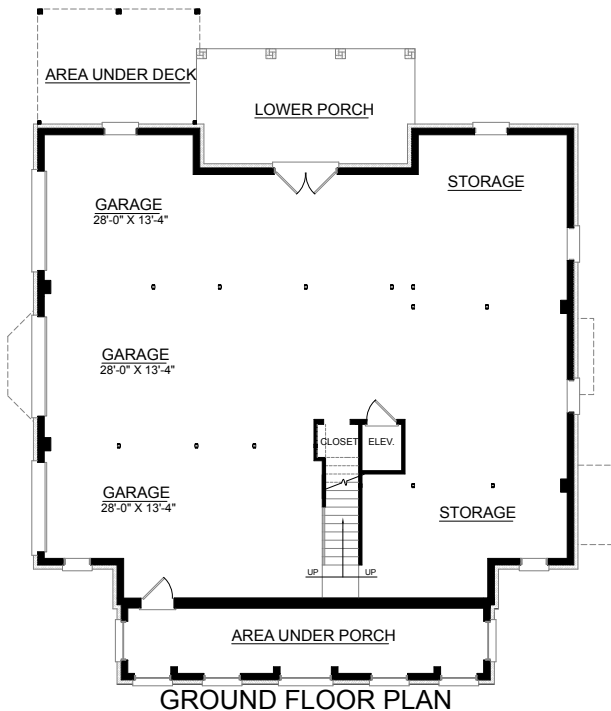 AREA UNDER DECK
LOWER PORCH
STORAGE
GARAGE
28'-0" X 13'-4"
GARAGE
28'-0" X 13'-4"
CLOSET
ELEV.
GARAGE
28'-0" X 13'-4"
STORAGE
UP
UP
AREA UNDER PORCH
GROUND FLOOR PLAN